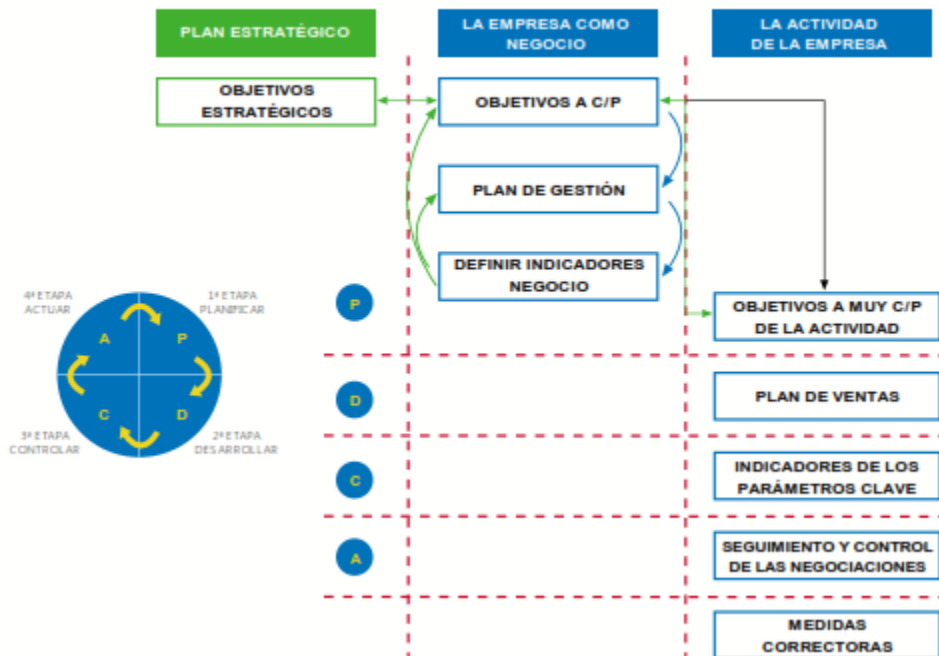 PLAN ESTRATÉGICO
LA EMPRESA COMO
NEGOCIO
LA ACTIVIDAD
DE LA EMPRESA
OBJETIVOS
ESTRATÉGICOS
OBJETIVOS A C/P
PLAN DE GESTIÓN
DEFINIR INDICADORES
NEGOCIO
4ª ETAPA
ACTUAR
1ª ETAPA
PLANIFICAR
A
P
C
D
3ª ETAPA
CONTROLAR
2ª ETAPA
DESARROLLAR
P
OBJETIVOS A MUY C/P
DE LA ACTIVIDAD
D
PLAN DE VENTAS
C
INDICADORES DE LOS
PARÁMETROS CLAVE
A
SEGUIMIENTO Y CONTROL
DE LAS NEGOCIACIONES
MEDIDAS
CORRECTORAS